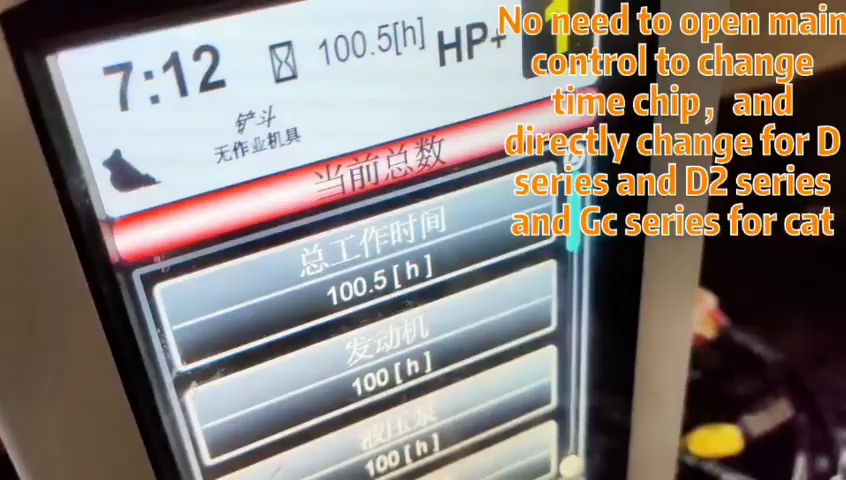 7:12
100.5[h]
HP+
铲斗
无作业机具
当前总数
总工作时间
100.5[h]
发动机
100[h]
液压泵
100[h]
No need to open main
control to change
time chip，and
directly change for D
series and D2 series
and Gc series for cat